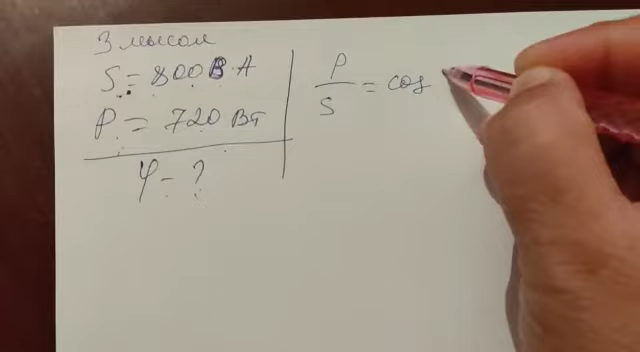 3 мысал
S = 800 В·А
P = 720 Вт
φ - ?
P/S = cos